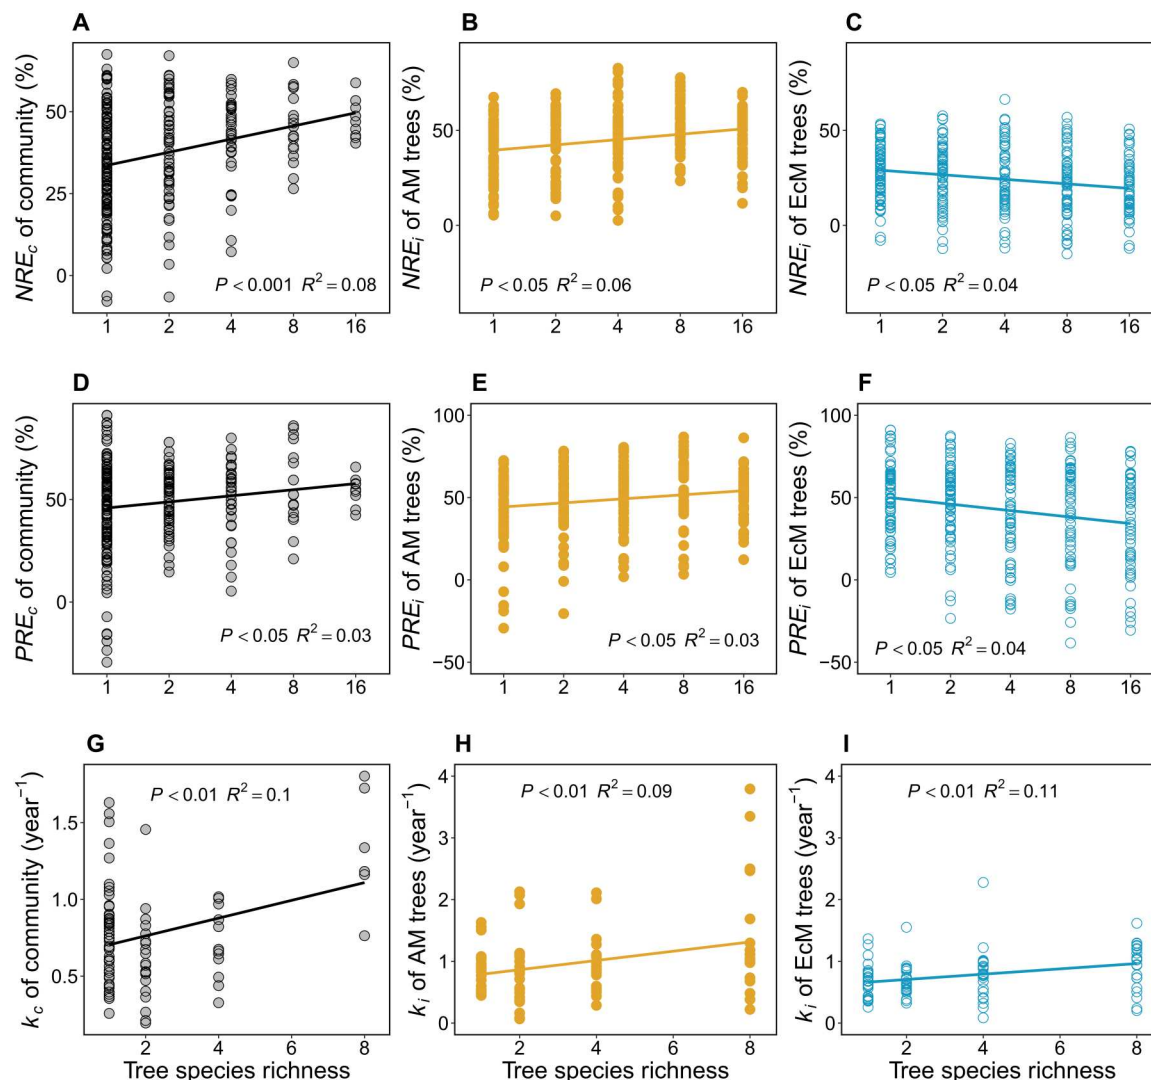 A
NREc of community (%)
50
25
0
P < 0.001 R² = 0.08
1 2 4 8 16
B
NREi of AM trees (%)
50
0
P < 0.05 R² = 0.06
1 2 4 8 16
C
NREi of EcM trees (%)
50
0
P < 0.05 R² = 0.04
1 2 4 8 16
D
PREc of community (%)
50
0
P < 0.05 R² = 0.03
1 2 4 8 16
E
PREi of AM trees (%)
100
50
0
−50
P < 0.05 R² = 0.03
1 2 4 8 16
F
PREi of EcM trees (%)
100
50
0
−50
P < 0.05 R² = 0.04
1 2 4 8 16
G
kc of community (year⁻¹)
1.5
1.0
0.5
P < 0.01 R² = 0.1
2 4 6 8
Tree species richness
H
ki of AM trees (year⁻¹)
4
3
2
1
0
P < 0.01 R² = 0.09
2 4 6 8
Tree species richness
I
ki of EcM trees (year⁻¹)
4
3
2
1
0
P < 0.01 R² = 0.11
2 4 6 8
Tree species richness